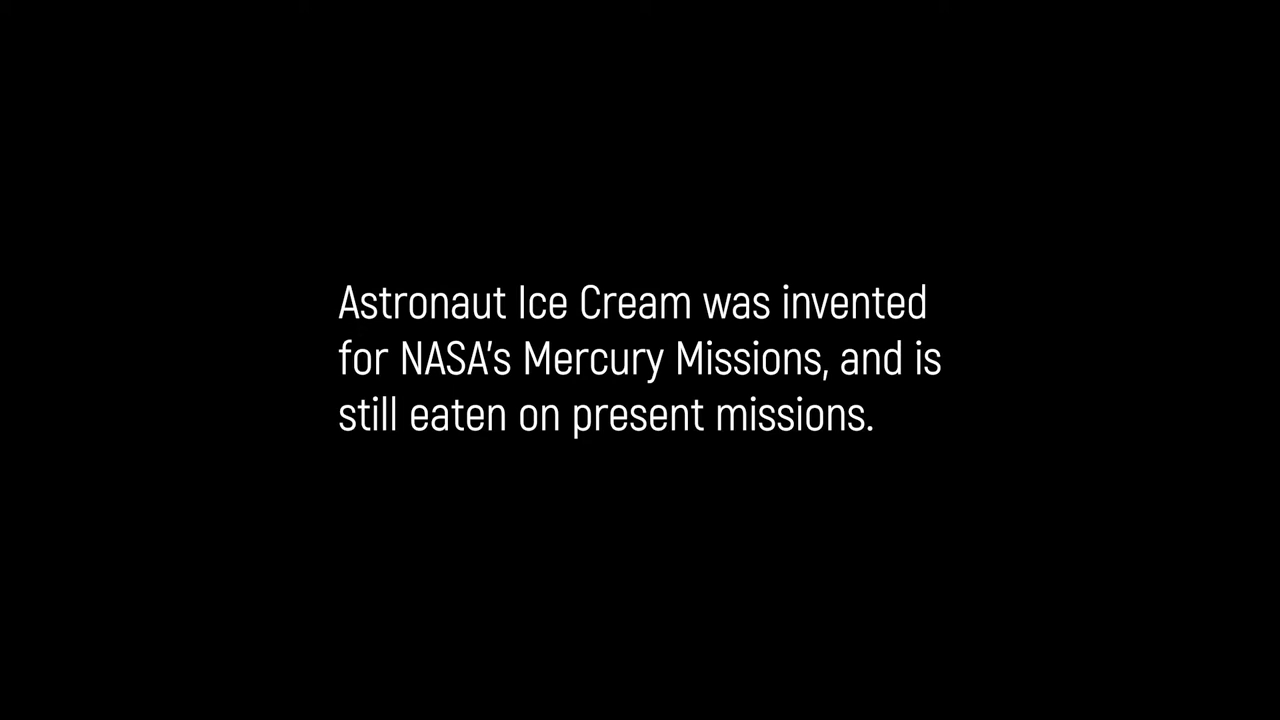 Astronaut Ice Cream was invented
for NASA's Mercury Missions, and is
still eaten on present missions.